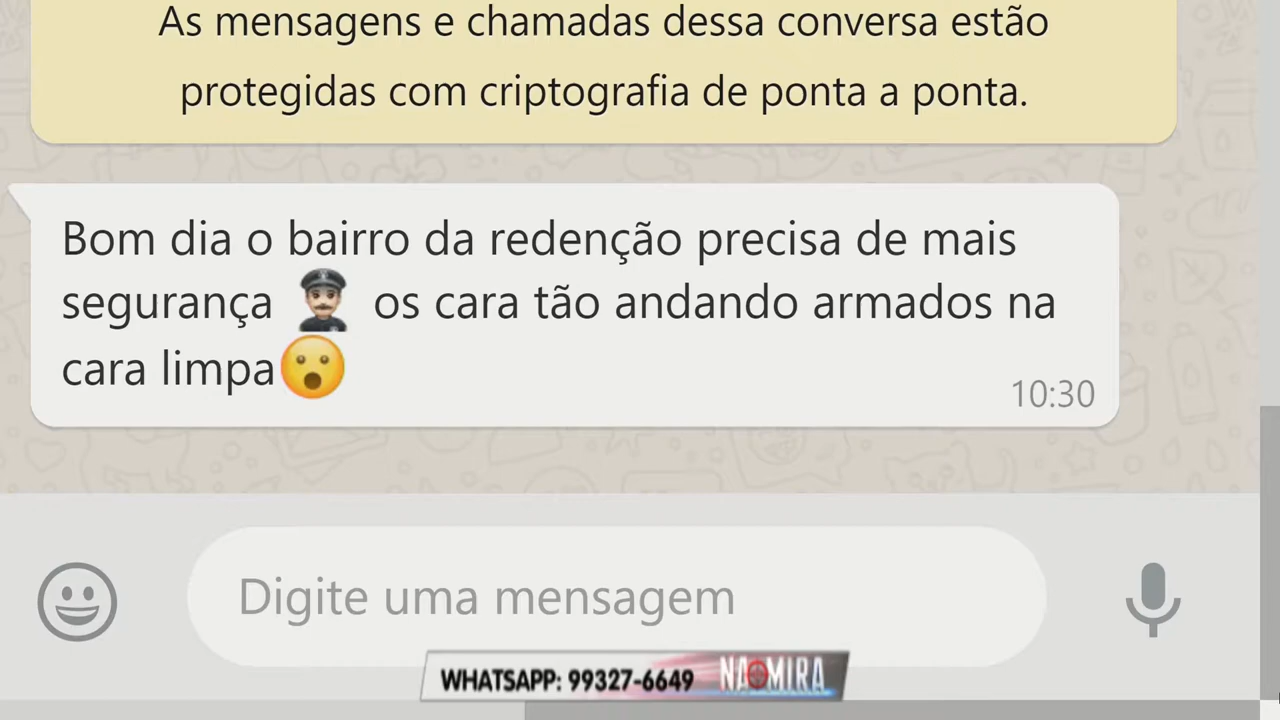 As mensagens e chamadas dessa conversa estão
protegidas com criptografia de ponta a ponta.
Bom dia o bairro da redenção precisa de mais
segurança 👮🏻‍♂️ os cara tão andando armados na
cara limpa😮
10:30
Digite uma mensagem
WHATSAPP: 99327-6649 NA MIRA